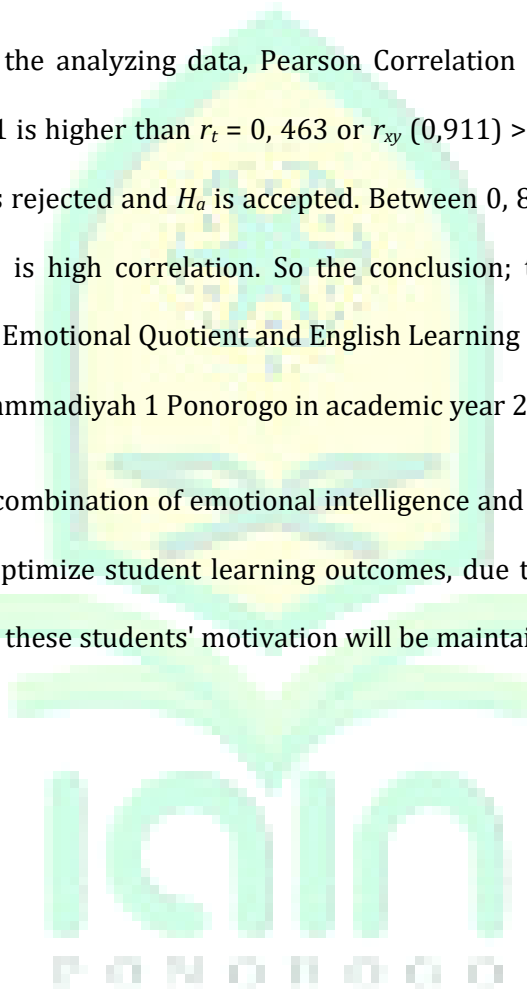 the analyzing data, Pearson Correlation
1 is higher than rₜ = 0, 463 or rₓᵧ (0,911) >
s rejected and Hₐ is accepted. Between 0, 8
is high correlation. So the conclusion; t
Emotional Quotient and English Learning
ammadiyah 1 Ponorogo in academic year 2
combination of emotional intelligence and
ptimize student learning outcomes, due t
these students' motivation will be maintai
iain
PONOROGO